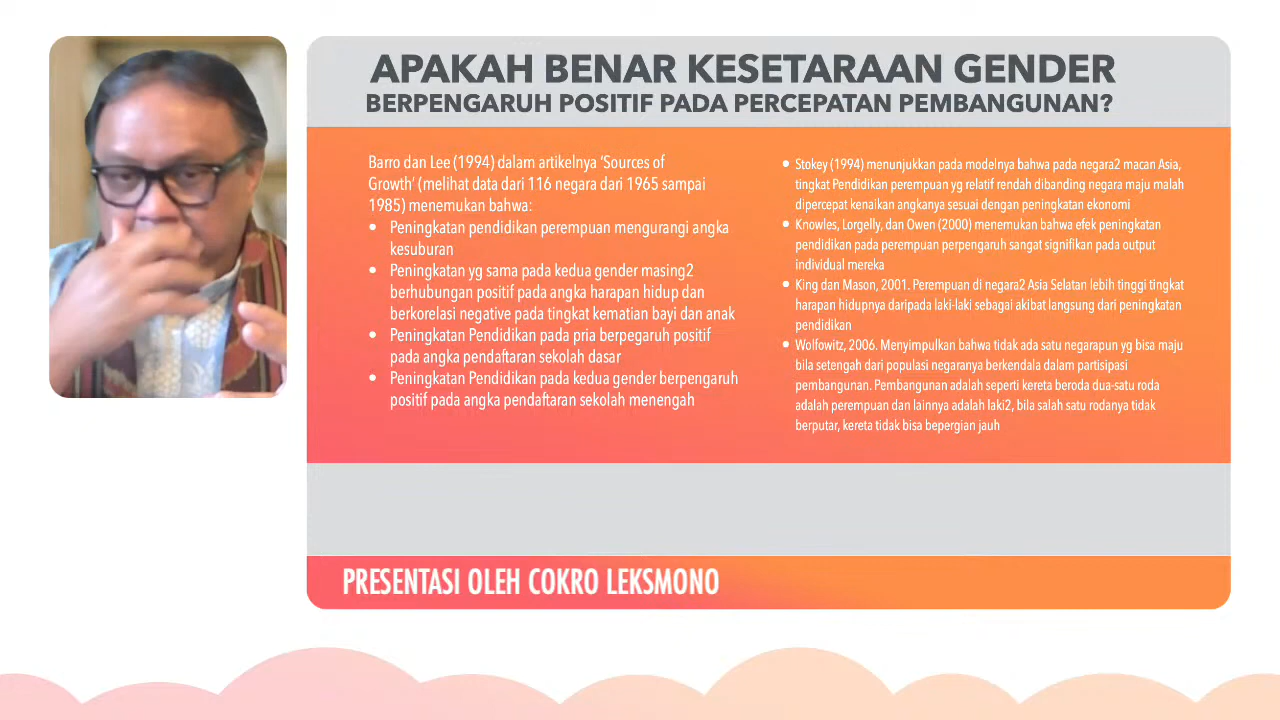 APAKAH BENAR KESETARAAN GENDER
BERPENGARUH POSITIF PADA PERCEPATAN PEMBANGUNAN?
Barro dan Lee (1994) dalam artikelnya ‘Sources of
Growth’ (melihat data dari 116 negara dari 1965 sampai
1985) menemukan bahwa:
• Peningkatan pendidikan perempuan mengurangi angka
kesuburan
• Peningkatan yg sama pada kedua gender masing2
berhubungan positif pada angka harapan hidup dan
berkorelasi negative pada tingkat kematian bayi dan anak
• Peningkatan Pendidikan pada pria berpegaruh positif
pada angka pendaftaran sekolah dasar
• Peningkatan Pendidikan pada kedua gender berpengaruh
positif pada angka pendaftaran sekolah menengah
• Stokey (1994) menunjukkan pada modelnya bahwa pada negara2 macan Asia,
tingkat Pendidikan perempuan yg relatif rendah dibanding negara maju malah
dipercepat kenaikan angkanya sesuai dengan peningkatan ekonomi
• Knowles, Lorgelly, dan Owen (2000) menemukan bahwa efek peningkatan
pendidikan pada perempuan perpengaruh sangat signifikan pada output
individual mereka
• King dan Mason, 2001. Perempuan di negara2 Asia Selatan lebih tinggi tingkat
harapan hidupnya daripada laki-laki sebagai akibat langsung dari peningkatan
pendidikan
• Wolfowitz, 2006. Menyimpulkan bahwa tidak ada satu negarapun yg bisa maju
bila setengah dari populasi negaranya berkendala dalam partisipasi
pembangunan. Pembangunan adalah seperti kereta beroda dua-satu roda
adalah perempuan dan lainnya adalah laki2, bila salah satu rodanya tidak
berputar, kereta tidak bisa bepergian jauh
PRESENTASI OLEH COKRO LEKSMONO